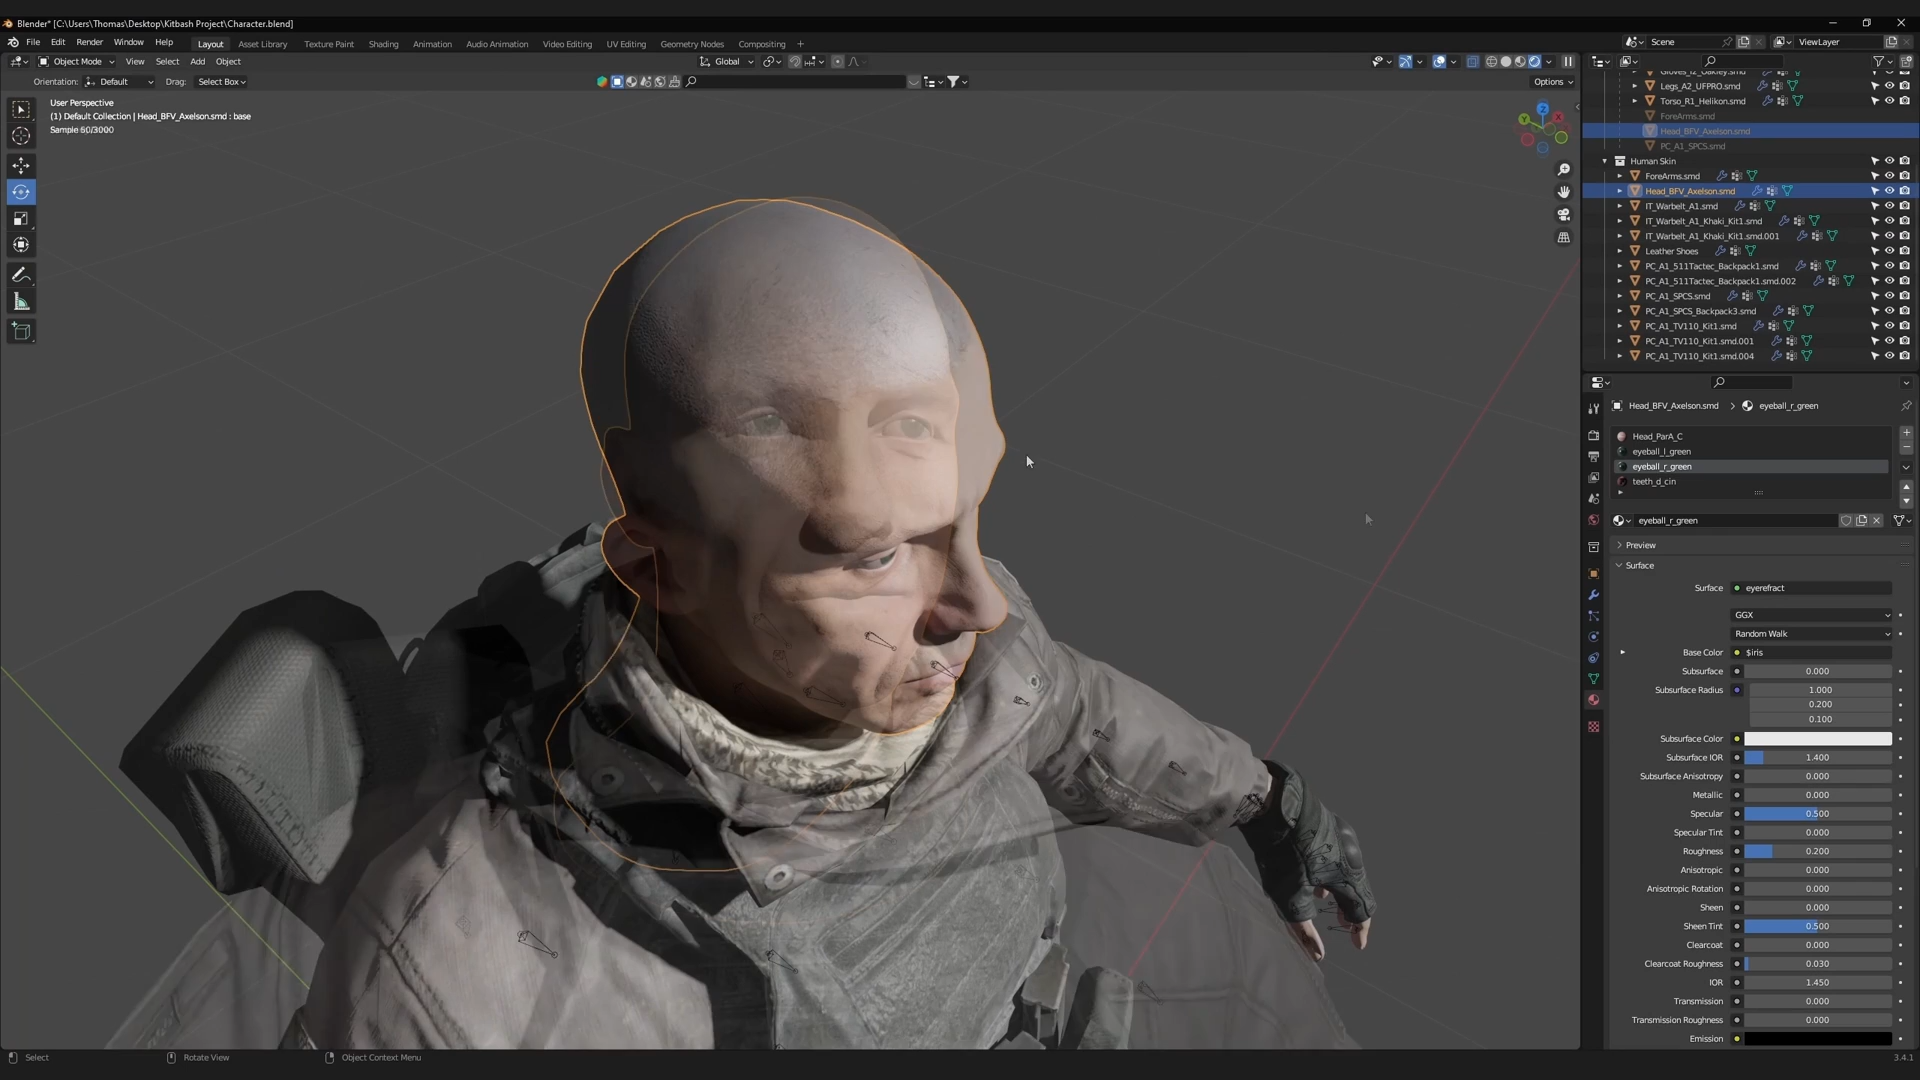 Blender* [C:\Users\Thomas\Desktop\Kitbash Project\Character.blend]
File Edit Render Window Help Layout Asset Library Texture Paint Shading Animation Audio Animation Video Editing UV Editing Geometry Nodes Compositing + Scene ViewLayer
Object Mode View Select Add Object Global
Orientation: Default Drag: Select Box Options
User Perspective
(1) Default Collection | Head_BFV_Axelson.smd : base
Sample 60/3000
Z
Y
X
Gloves_I2_Oakley.smd
Legs_A2_UFPRO.smd
Torso_R1_Helikon.smd
ForeArms.smd
Head_BFV_Axelson.smd
PC_A1_SPCS.smd
Human Skin
ForeArms.smd
Head_BFV_Axelson.smd
IT_Warbelt_A1.smd
IT_Warbelt_A1_Khaki_Kit1.smd
IT_Warbelt_A1_Khaki_Kit1.smd.001
Leather Shoes
PC_A1_511Tactec_Backpack1.smd
PC_A1_511Tactec_Backpack1.smd.002
PC_A1_SPCS.smd
PC_A1_SPCS_Backpack3.smd
PC_A1_TV110_Kit1.smd
PC_A1_TV110_Kit1.smd.001
PC_A1_TV110_Kit1.smd.004
Head_BFV_Axelson.smd > eyeball_r_green
Head_ParA_C
eyeball_l_green
eyeball_r_green
teeth_d_cin
eyeball_r_green
Preview
Surface
Surface eyerefract
GGX
Random Walk
Base Color $iris
Subsurface 0.000
Subsurface Radius 1.000
0.200
0.100
Subsurface Color
Subsurface IOR 1.400
Subsurface Anisotropy 0.000
Metallic 0.000
Specular 0.500
Specular Tint 0.000
Roughness 0.200
Anisotropic 0.000
Anisotropic Rotation 0.000
Sheen 0.000
Sheen Tint 0.500
Clearcoat 0.000
Clearcoat Roughness 0.030
IOR 1.450
Transmission 0.000
Transmission Roughness 0.000
Emission
Select Rotate View Object Context Menu 3.4.1